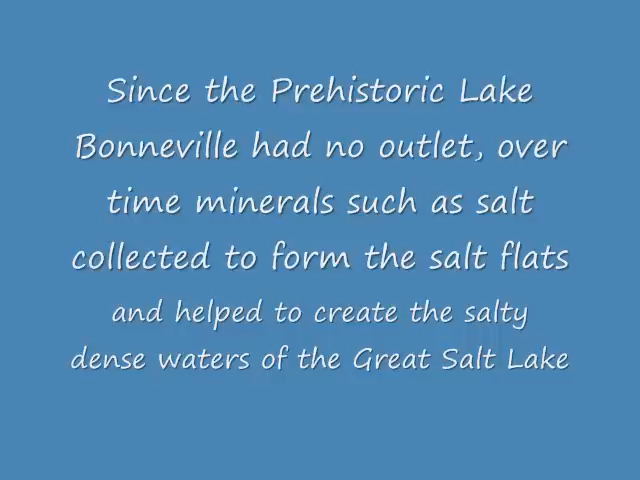 Since the Prehistoric Lake
Bonneville had no outlet, over
time minerals such as salt
collected to form the salt flats
and helped to create the salty
dense waters of the Great Salt Lake